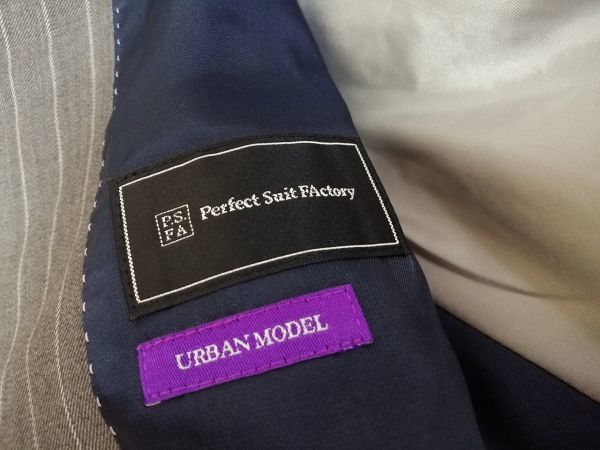 P.S.
FA
Perfect Suit FActory
URBAN MODEL